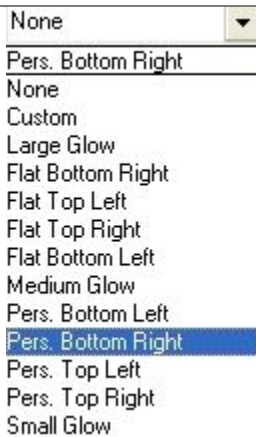 None
Pers. Bottom Right
None
Custom
Large Glow
Flat Bottom Right
Flat Top Left
Flat Top Right
Flat Bottom Left
Medium Glow
Pers. Bottom Left
Pers. Bottom Right
Pers. Top Left
Pers. Top Right
Small Glow